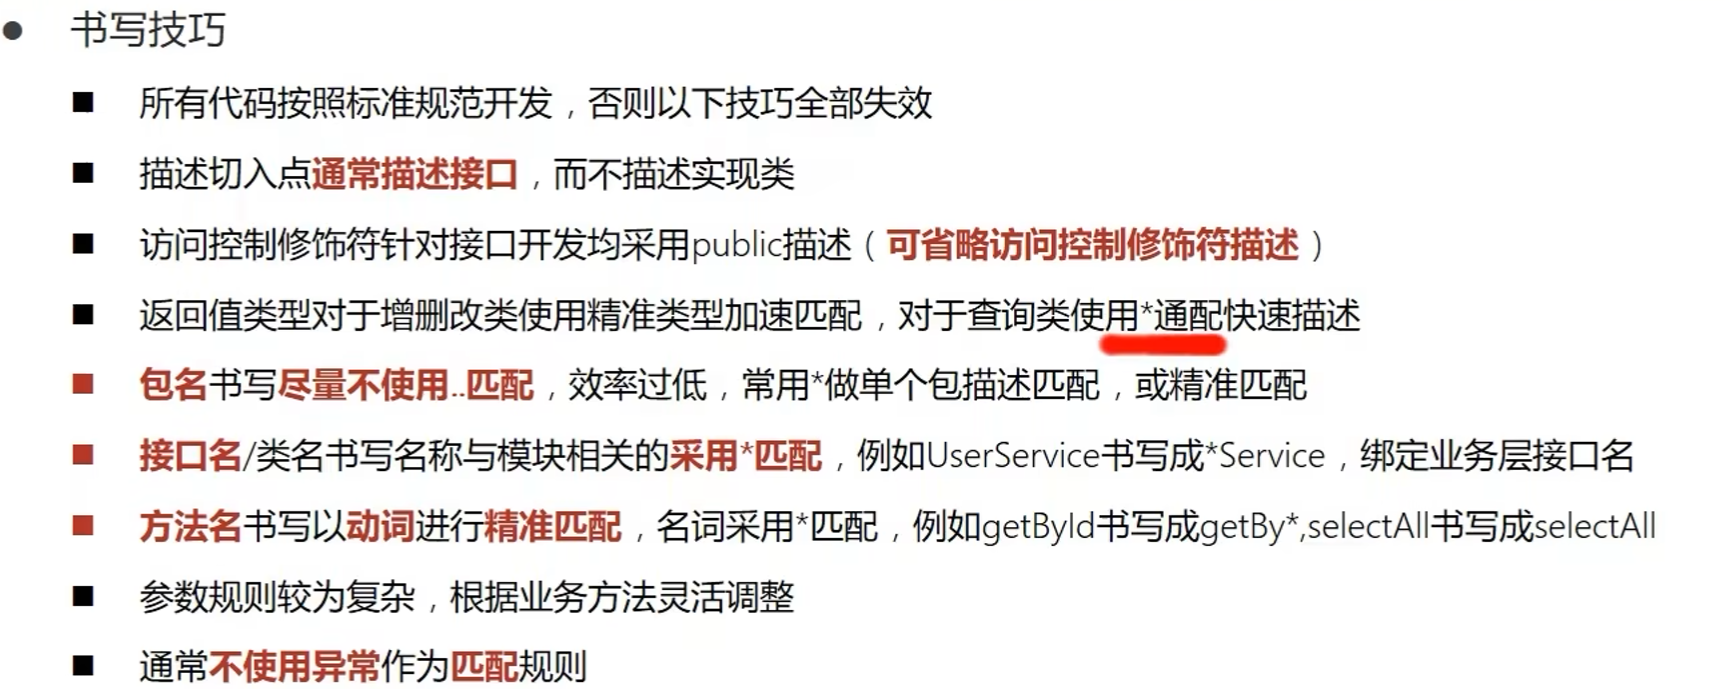 书写技巧
所有代码按照标准规范开发，否则以下技巧全部失效
描述切入点通常描述接口，而不描述实现类
访问控制修饰符针对接口开发均采用public描述（可省略访问控制修饰符描述）
返回值类型对于增删改类使用精准类型加速匹配，对于查询类使用*通配快速描述
包名书写尽量不使用..匹配，效率过低，常用*做单个包描述匹配，或精准匹配
接口名/类名书写名称与模块相关的采用*匹配，例如UserService书写成*Service，绑定业务层接口名
方法名书写以动词进行精准匹配，名词采用*匹配，例如getById书写成getBy*,selectAll书写成selectAll
参数规则较为复杂，根据业务方法灵活调整
通常不使用异常作为匹配规则